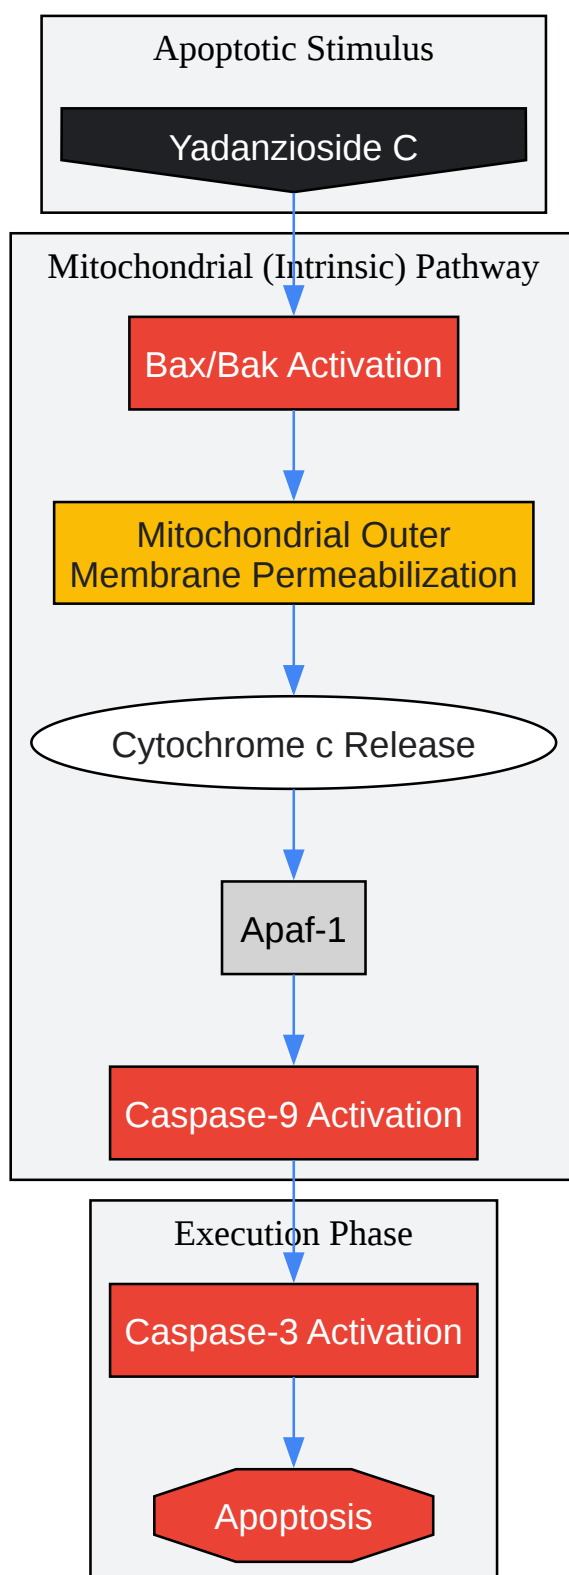 Apoptotic Stimulus
Yadanzioside C
Mitochondrial (Intrinsic) Pathway
Bax/Bak Activation
Mitochondrial Outer
Membrane Permeabilization
Cytochrome c Release
Apaf-1
Caspase-9 Activation
Execution Phase
Caspase-3 Activation
Apoptosis